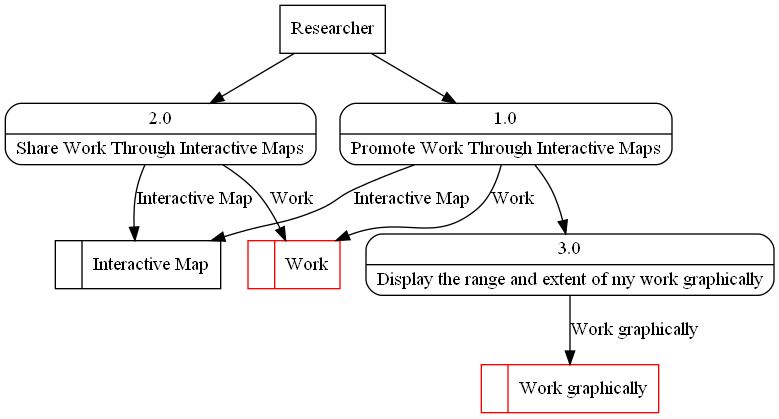 Researcher
2.0
Share Work Through Interactive Maps
1.0
Promote Work Through Interactive Maps
Interactive Map
Work
Interactive Map
Work
Interactive Map
Work
3.0
Display the range and extent of my work graphically
Work graphically
Work graphically